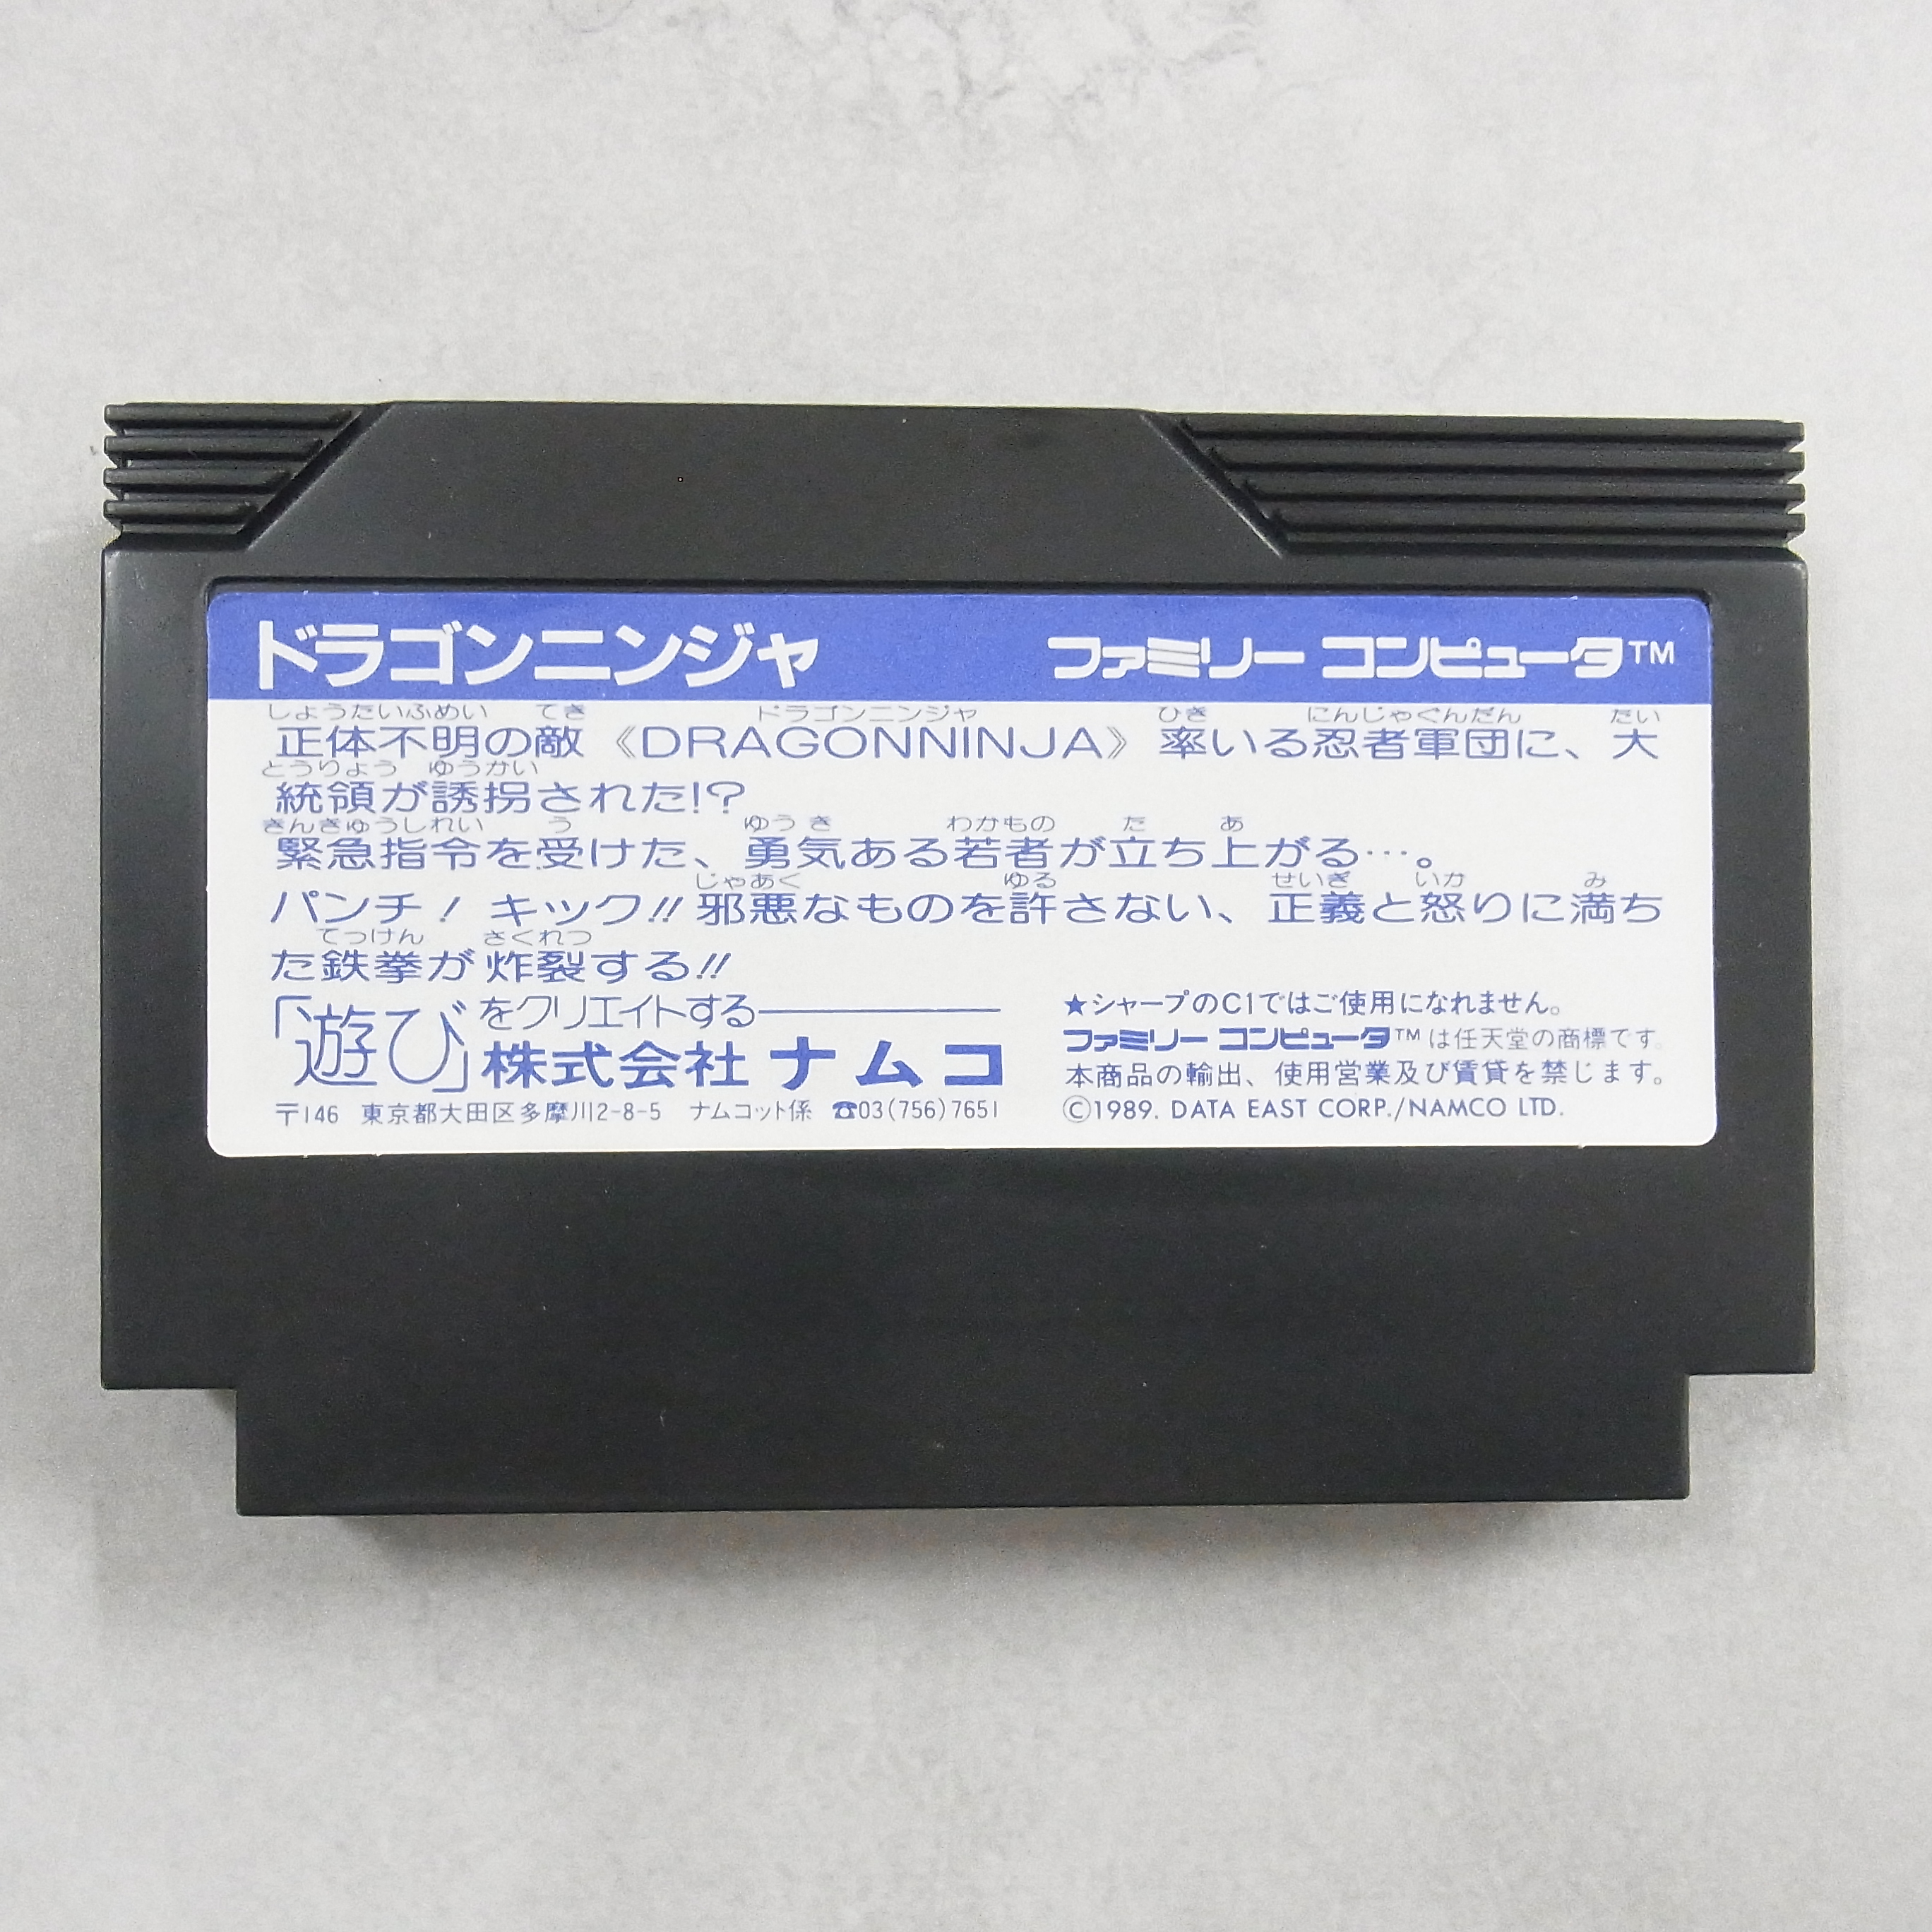 ドラゴンニンジャ ファミリー コンピュータ™
しょうたいふめい てき ドラゴンニンジャ ひき にんじゃぐんだん たい
正体不明の敵《DRAGONNINJA》率いる忍者軍団に、大
とうりょう ゆうかい
統領が誘拐された!?
きんきゅうしれい う ゆうき わかもの た あ
緊急指令を受けた、勇気ある若者が立ち上がる…。
じゃあく ゆる せいぎ いか み
パンチ! キック!!邪悪なものを許さない、正義と怒りに満ち
てっけん さくれつ
た鉄拳が炸裂する!!
「遊び」をクリエイトする――
株式会社 ナムコ
〒146 東京都大田区多摩川2-8-5 ナムコット係 ☎03(756)7651
★シャープのC1ではご使用になれません。
ファミリー コンピュータ™は任天堂の商標です。
本商品の輸出、使用営業及び賃貸を禁じます。
©1989. DATA EAST CORP./NAMCO LTD.